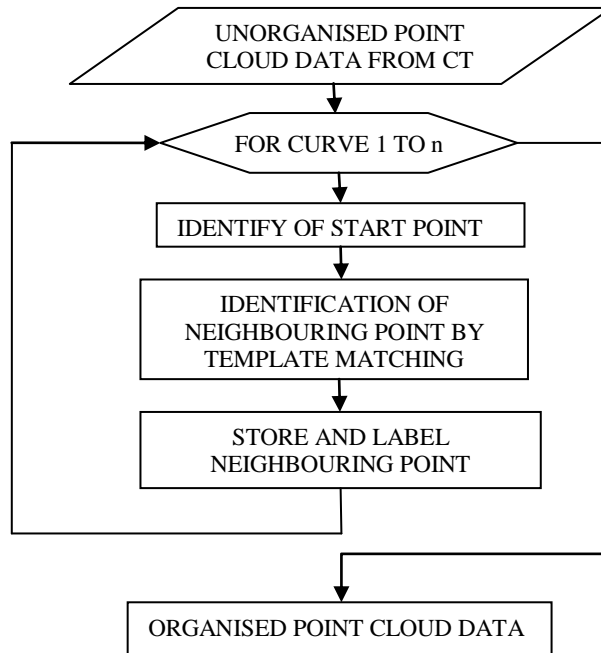 UNORGANISED POINT
CLOUD DATA FROM CT
FOR CURVE 1 TO n
IDENTIFY OF START POINT
IDENTIFICATION OF
NEIGHBOURING POINT BY
TEMPLATE MATCHING
STORE AND LABEL
NEIGHBOURING POINT
ORGANISED POINT CLOUD DATA